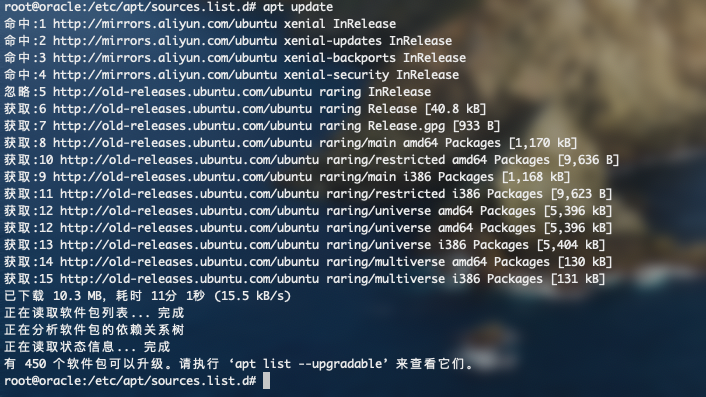 root@oracle:/etc/apt/sources.list.d# apt update
命中:1 http://mirrors.aliyun.com/ubuntu xenial InRelease
命中:2 http://mirrors.aliyun.com/ubuntu xenial-updates InRelease
命中:3 http://mirrors.aliyun.com/ubuntu xenial-backports InRelease
命中:4 http://mirrors.aliyun.com/ubuntu xenial-security InRelease
忽略:5 http://old-releases.ubuntu.com/ubuntu raring InRelease
获取:6 http://old-releases.ubuntu.com/ubuntu raring Release [40.8 kB]
获取:7 http://old-releases.ubuntu.com/ubuntu raring Release.gpg [933 B]
获取:8 http://old-releases.ubuntu.com/ubuntu raring/main amd64 Packages [1,170 kB]
获取:10 http://old-releases.ubuntu.com/ubuntu raring/restricted amd64 Packages [9,636 B]
获取:9 http://old-releases.ubuntu.com/ubuntu raring/main i386 Packages [1,168 kB]
获取:11 http://old-releases.ubuntu.com/ubuntu raring/restricted i386 Packages [9,623 B]
获取:12 http://old-releases.ubuntu.com/ubuntu raring/universe amd64 Packages [5,396 kB]
获取:12 http://old-releases.ubuntu.com/ubuntu raring/universe amd64 Packages [5,396 kB]
获取:13 http://old-releases.ubuntu.com/ubuntu raring/universe i386 Packages [5,404 kB]
获取:14 http://old-releases.ubuntu.com/ubuntu raring/multiverse amd64 Packages [130 kB]
获取:15 http://old-releases.ubuntu.com/ubuntu raring/multiverse i386 Packages [131 kB]
已下载 10.3 MB, 耗时 11分 1秒 (15.5 kB/s)
正在读取软件包列表... 完成
正在分析软件包的依赖关系树
正在读取状态信息... 完成
有 450 个软件包可以升级。请执行 ‘apt list --upgradable’ 来查看它们。
root@oracle:/etc/apt/sources.list.d#